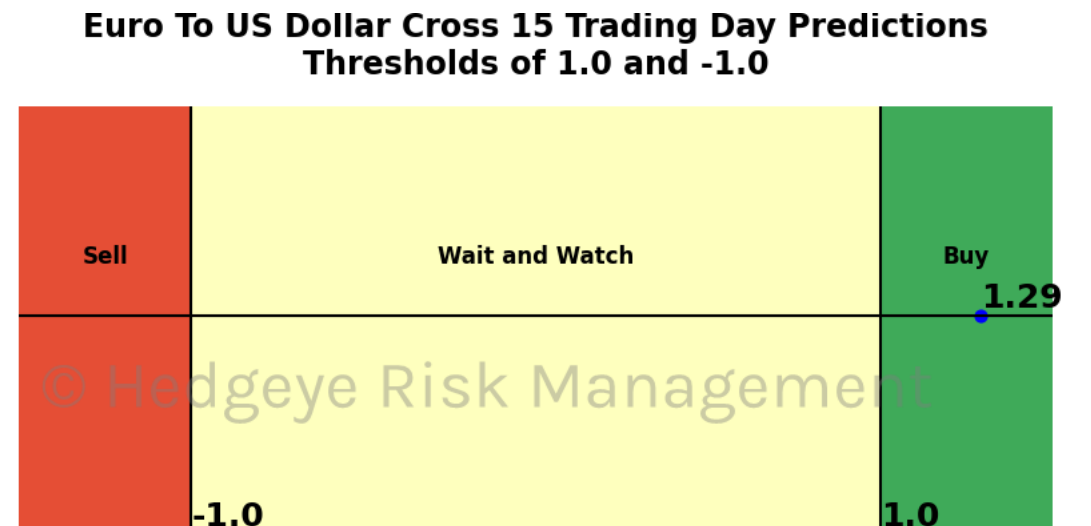 Euro To US Dollar Cross 15 Trading Day Predictions
Thresholds of 1.0 and -1.0
Sell
Wait and Watch
Buy
1.29
© Hedgeye Risk Management
-1.0
1.0